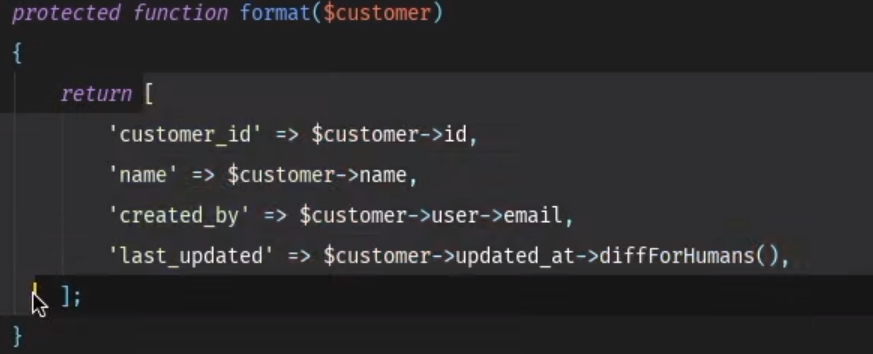 protected function format($customer)
{
return [
'customer_id' => $customer->id,
'name' => $customer->name,
'created_by' => $customer->user->email,
'last_updated' => $customer->updated_at->diffForHumans(),
];
}